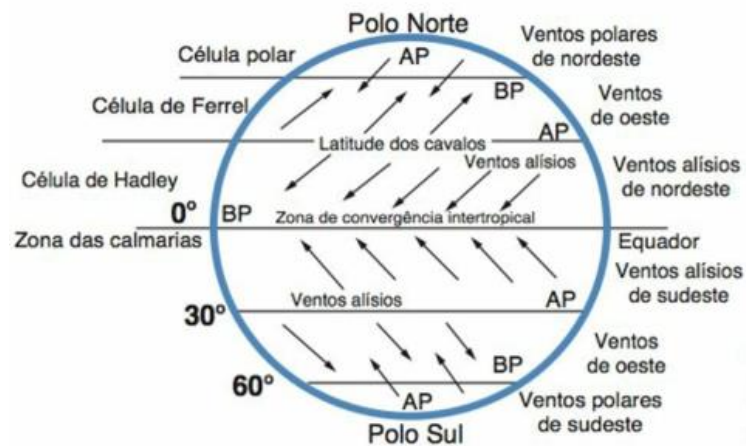 Polo Norte
Célula polar
AP
Ventos polares
de nordeste
BP
Célula de Ferrel
Ventos
de oeste
AP
Latitude dos cavalos
Ventos alísios
Ventos alísios
de nordeste
Célula de Hadley
0º
BP
Zona de convergência intertropical
Zona das calmarias
Equador
Ventos alísios
de sudeste
Ventos alísios
AP
30º
Ventos
de oeste
BP
60º
AP
Ventos polares
de sudeste
Polo Sul